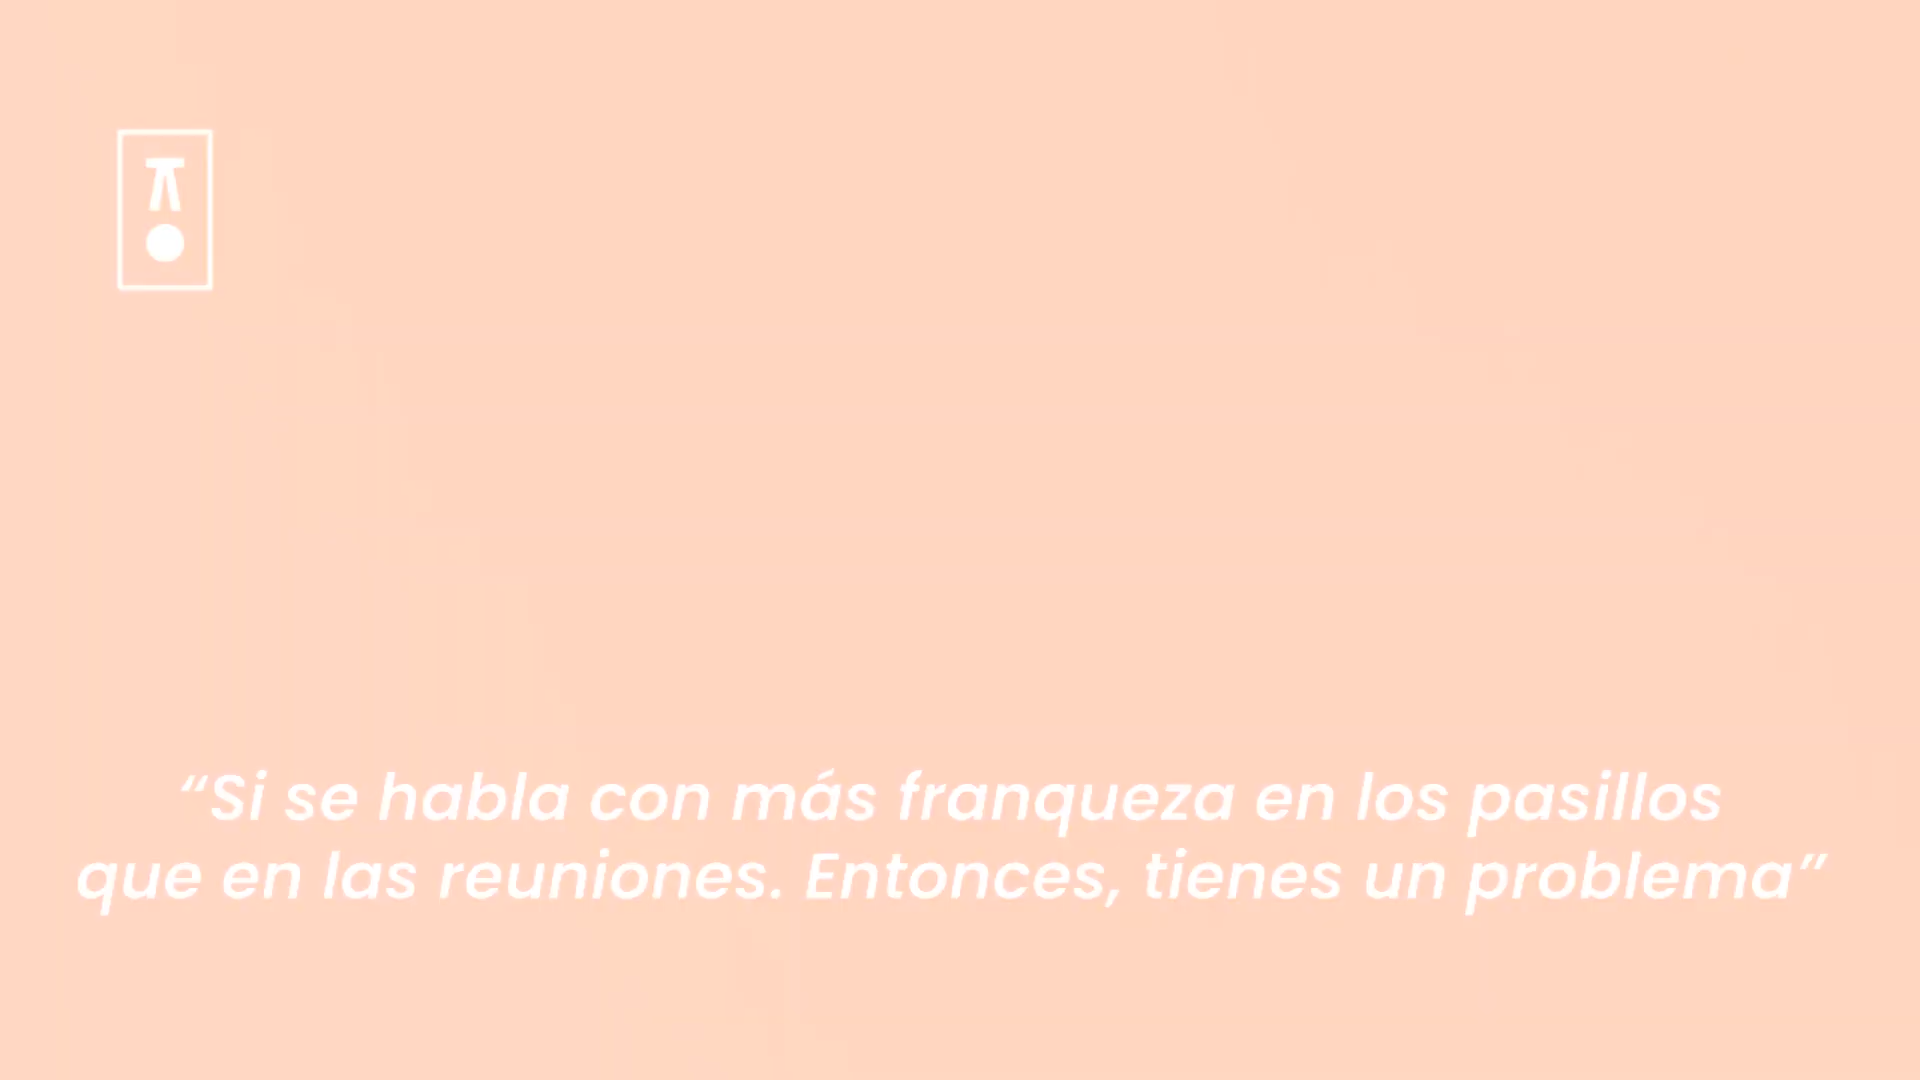 “Si se habla con más franqueza en los pasillos
que en las reuniones. Entonces, tienes un problema”